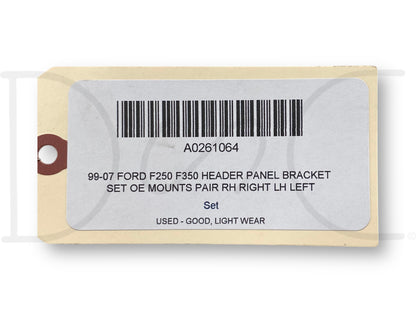 A0261064
99-07 FORD F250 F350 HEADER PANEL BRACKET
SET OE MOUNTS PAIR RH RIGHT LH LEFT
Set
USED - GOOD, LIGHT WEAR